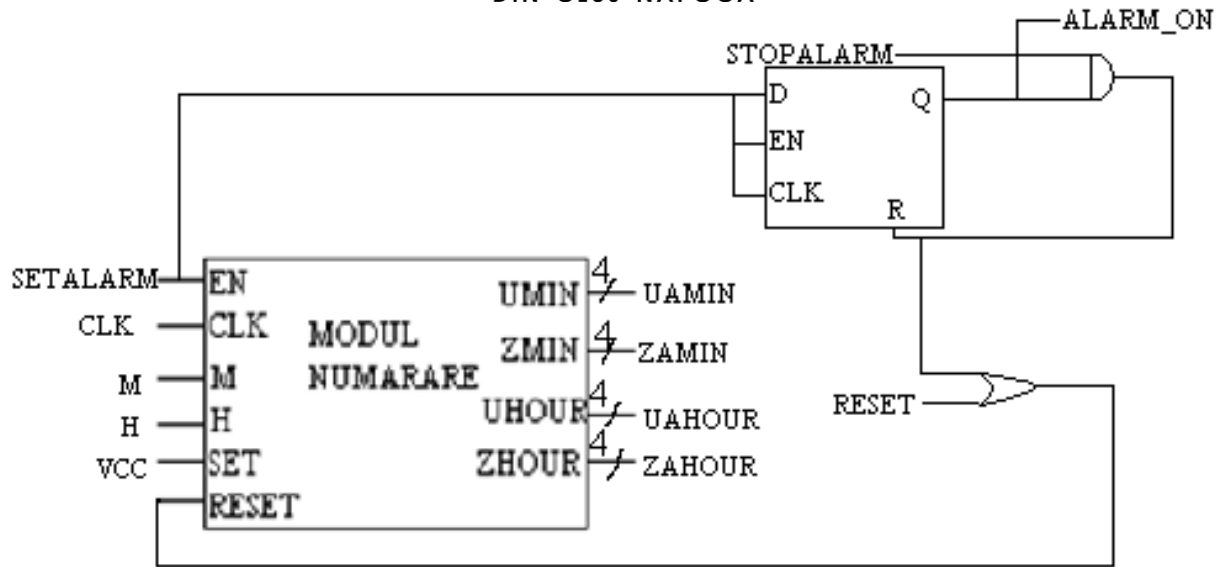 ALARM_ON
STOPALARM
D
Q
EN
CLK
R
SETALARM
EN
CLK
CLK
M
M
H
H
VCC
SET
RESET
MODUL
NUMARARE
UMIN
4
UAMIN
ZMIN
4
ZAMIN
UHOUR
4
UAHOUR
ZHOUR
4
ZAHOUR
RESET